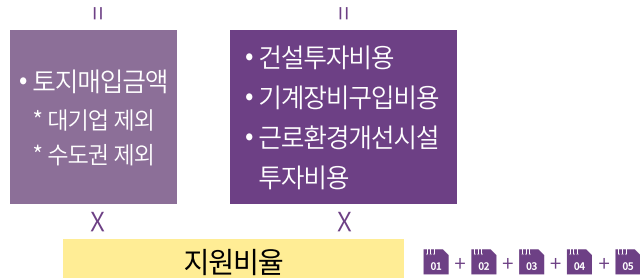 =
=
• 토지매입금액
* 대기업 제외
* 수도권 제외
• 건설투자비용
• 기계장비구입비용
• 근로환경개선시설
투자비용
X
X
지원비율
01 + 02 + 03 + 04 + 05